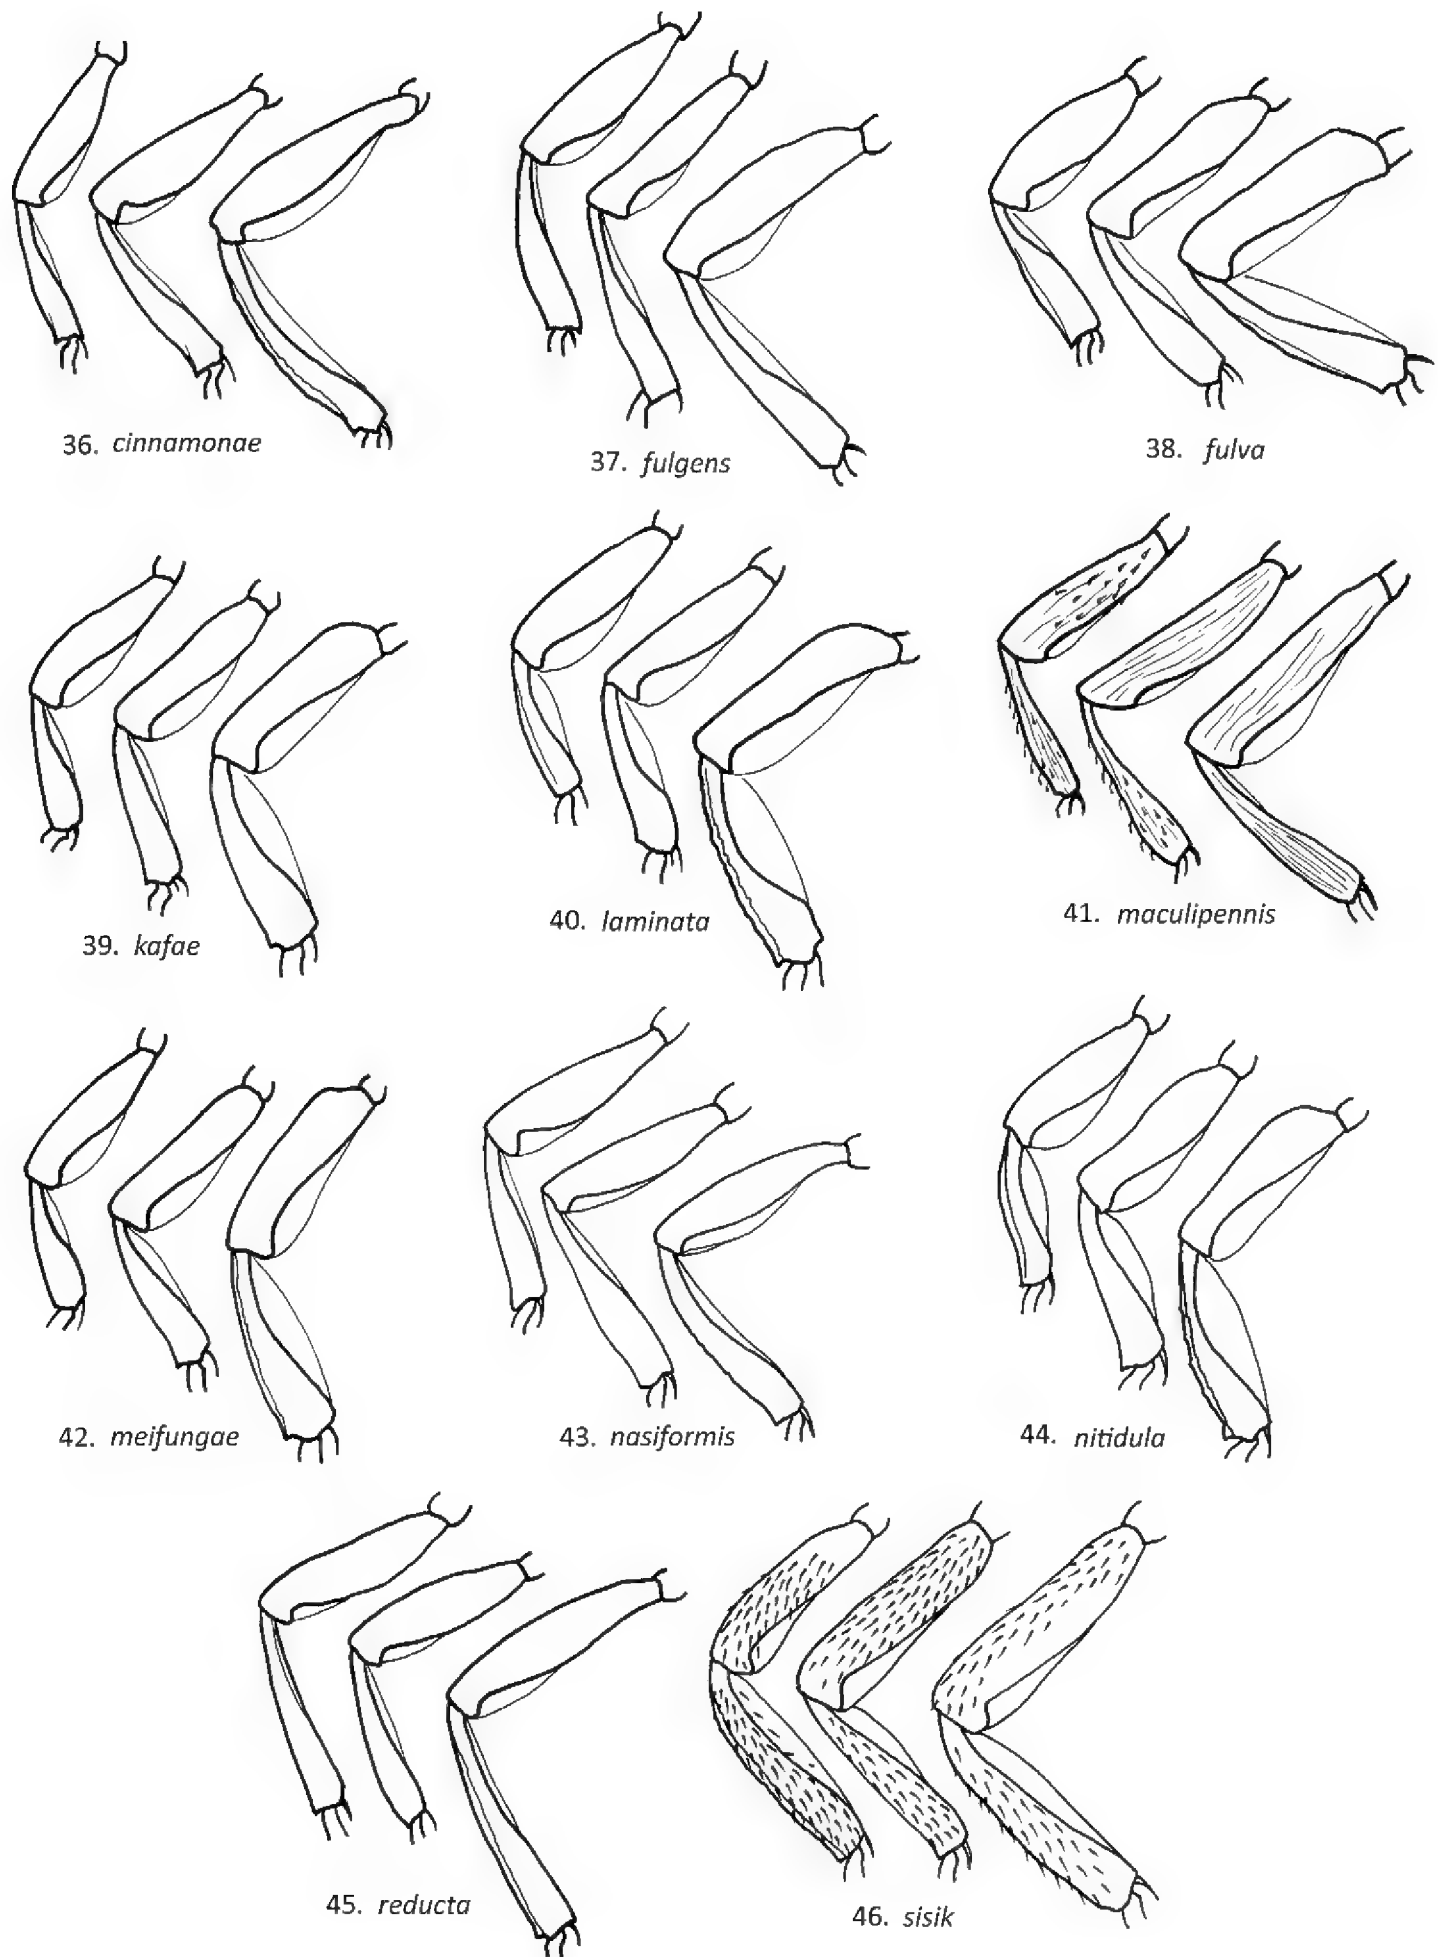 36. cinnamonae
37. fulgens
38. fulva
39. kafae
40. laminata
41. maculipennis
42. meifungae
43. nasiformis
44. nitidula
45. reducta
46. sisik